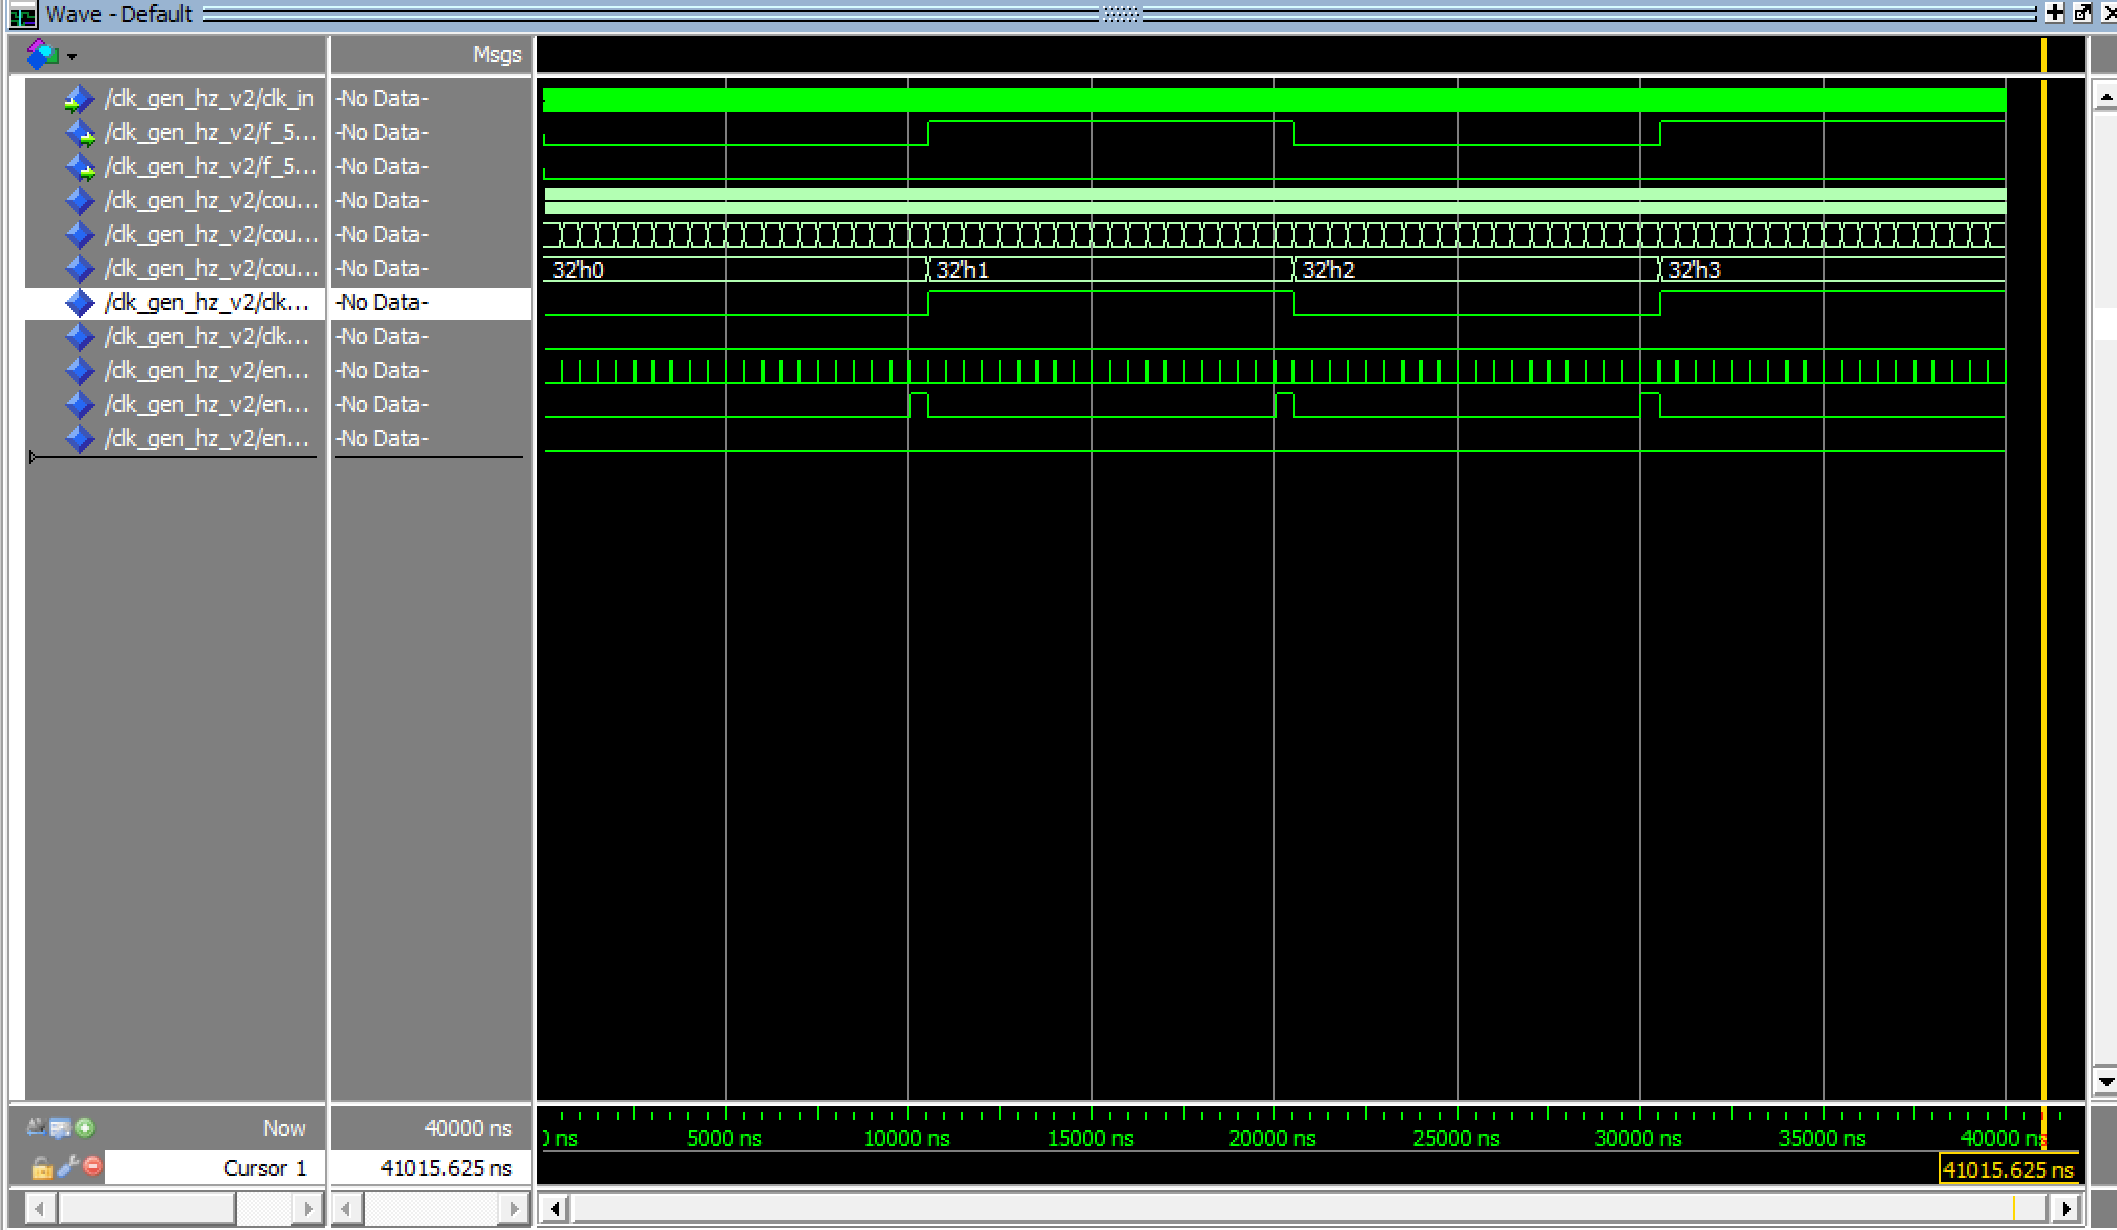 Wave - Default
Msgs
/clk_gen_hz_v2/clk_in -No Data-
/clk_gen_hz_v2/f_5... -No Data-
/clk_gen_hz_v2/f_5... -No Data-
/clk_gen_hz_v2/cou... -No Data-
/clk_gen_hz_v2/cou... -No Data-
/clk_gen_hz_v2/cou... -No Data- 32'h0 32'h1 32'h2 32'h3
/clk_gen_hz_v2/clk... -No Data-
/clk_gen_hz_v2/clk... -No Data-
/clk_gen_hz_v2/en... -No Data-
/clk_gen_hz_v2/en... -No Data-
/clk_gen_hz_v2/en... -No Data-
Now 40000 ns
ns 5000 ns 10000 ns 15000 ns 20000 ns 25000 ns 30000 ns 35000 ns 40000 ns
Cursor 1 41015.625 ns 41015.625 ns